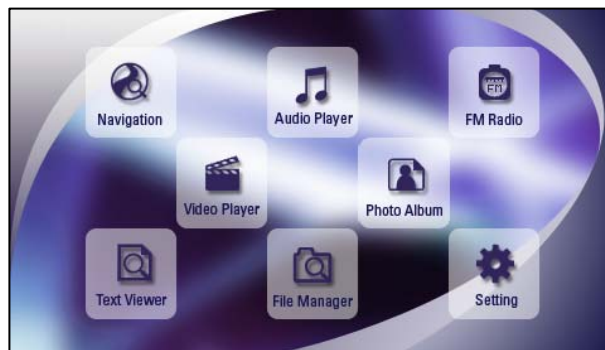 Navigation
Audio Player
FM
FM Radio
Video Player
Photo Album
Text Viewer
File Manager
Setting